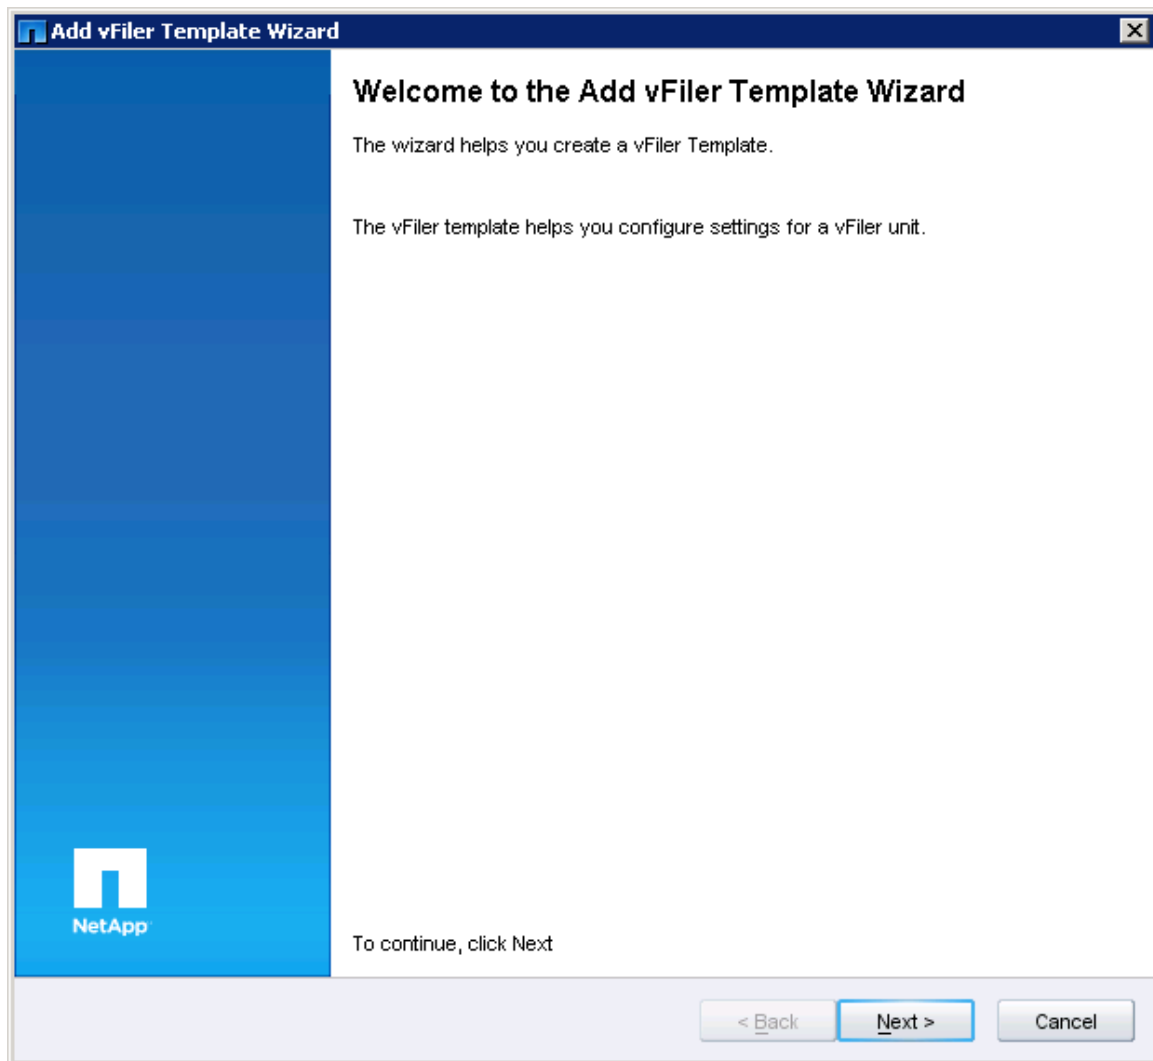 Add vFiler Template Wizard
Welcome to the Add vFiler Template Wizard
The wizard helps you create a vFiler Template.
The vFiler template helps you configure settings for a vFiler unit.
NetApp
To continue, click Next
< Back
Next >
Cancel